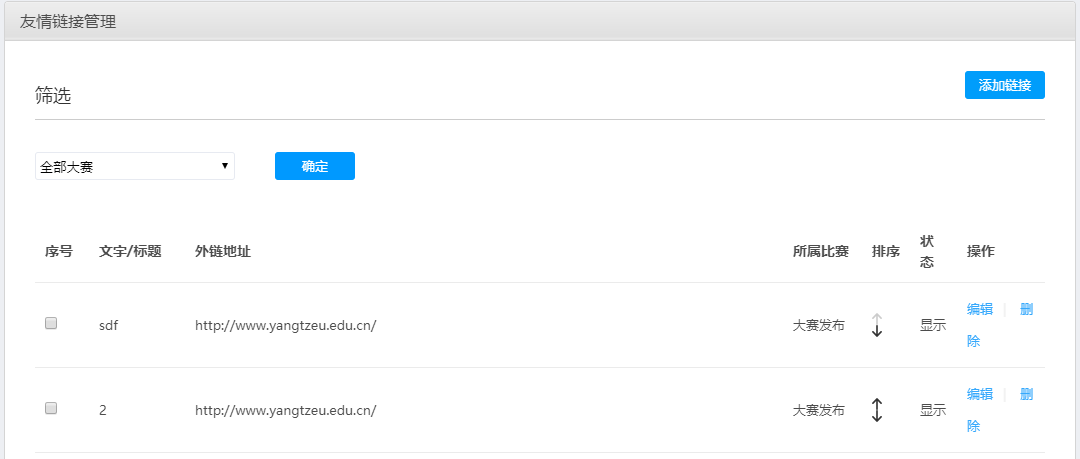 友情链接管理
筛选
添加链接
全部大赛
确定
序号 文字/标题 外链地址 所属比赛 排序 状态 操作
sdf http://www.yangtzeu.edu.cn/ 大赛发布 显示 编辑 | 删除
2 http://www.yangtzeu.edu.cn/ 大赛发布 显示 编辑 | 删除